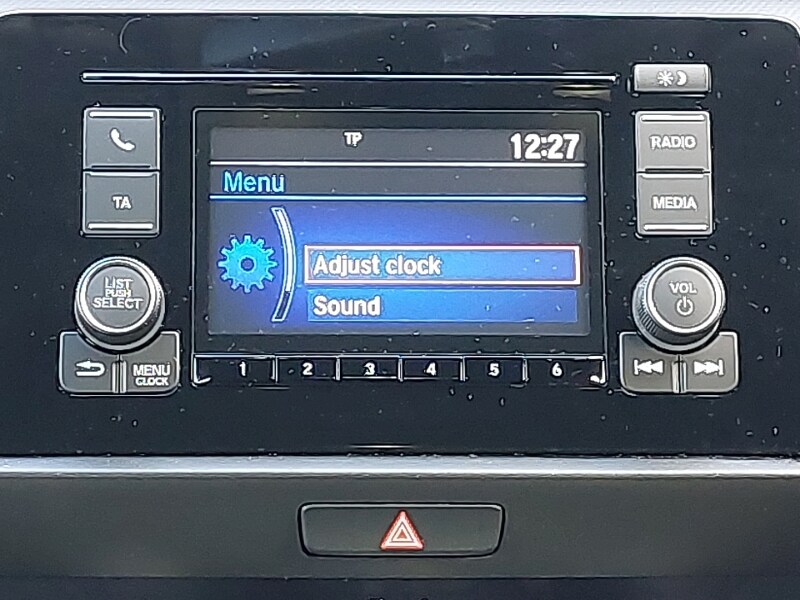 TP 12:27
RADIO
TA
Menu
MEDIA
Adjust clock
Sound
LIST
PUSH
SELECT
VOL
MENU
CLOCK
1 2 3 4 5 6